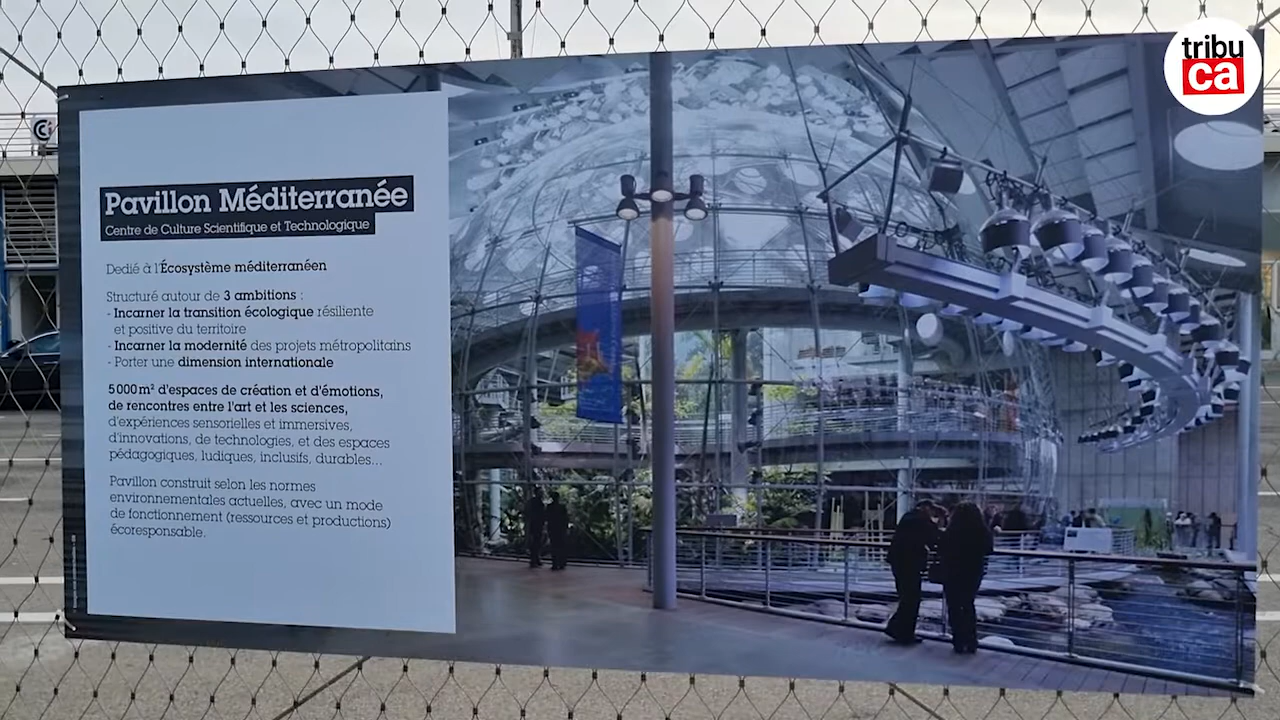 tribu
ca
Pavillon Méditerranée
Centre de Culture Scientifique et Technologique
Dedié à l'Écosystème méditerranéen
Structuré autour de 3 ambitions :
- Incarner la transition écologique résiliente
et positive du territoire
- Incarner la modernité des projets métropolitains
- Porter une dimension internationale
5 000 m² d'espaces de création et d'émotions,
de rencontres entre l'art et les sciences,
d'expériences sensorielles et immersives,
d'innovations, de technologies, et des espaces
pédagogiques, ludiques, inclusifs, durables...
Pavillon construit selon les normes
environnementales actuelles, avec un mode
de fonctionnement (ressources et productions)
écoresponsable.